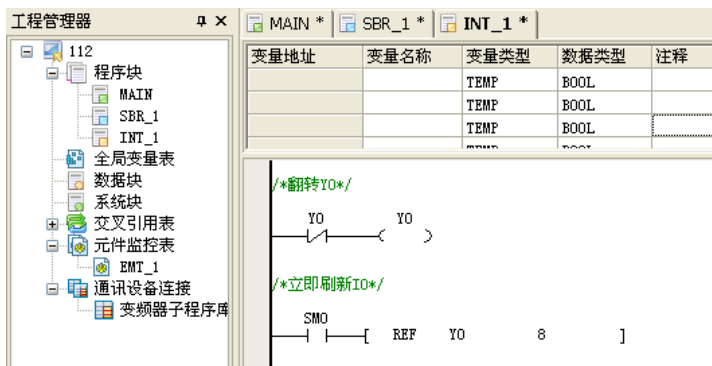 工程管理器
112
程序块
MAIN
SBR_1
INT_1
全局变量表
数据块
系统块
交叉引用表
元件监控表
EMT_1
通讯设备连接
变频器子程序库
MAIN * SBR_1 * INT_1 *
变量地址 变量名称 变量类型 数据类型 注释
TEMP BOOL
TEMP BOOL
TEMP BOOL
TEMP BOOL
/*翻转Y0*/
Y0 Y0
/*立即刷新IO*/
SM0
[ REF Y0 8 ]